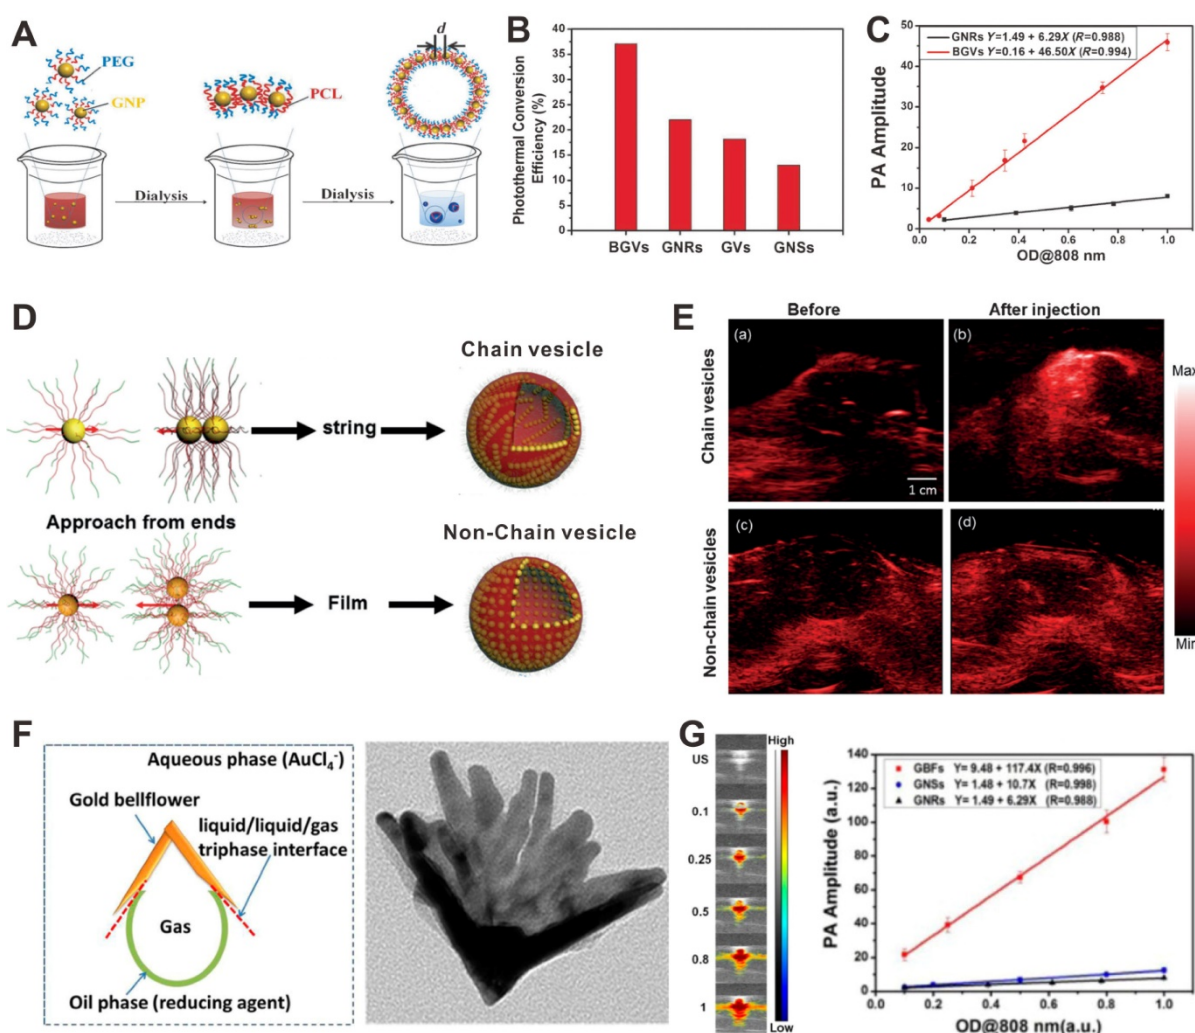 A
PEG
GNP
PCL
d
Dialysis
Dialysis
B
Photothermal Conversion
Efficiency (%)
40
35
30
25
20
15
10
5
0
BGVs
GNRs
GVs
GNSs
C
PA Amplitude
50
40
30
20
10
0
GNRs Y=1.49 + 6.29X (R=0.988)
BGVs Y=0.16 + 46.50X (R=0.994)
0.0
0.2
0.4
0.6
0.8
1.0
OD@808 nm
D
Chain vesicle
string
Approach from ends
Non-Chain vesicle
Film
E
Before
After injection
Chain vesicles
Non-chain vesicles
(a)
(b)
1 cm
(c)
(d)
Max
Min
F
Aqueous phase (AuCl4-)
Gold bellflower
liquid/liquid/gas
triphase interface
Gas
Oil phase (reducing agent)
G
High
US
0.1
0.25
0.5
0.8
1
Low
PA Amplitude (a.u.)
140
120
100
80
60
40
20
0
GBFs Y= 9.48 + 117.4X (R=0.996)
GNSs Y= 1.48 + 10.7X (R=0.998)
GNRs Y= 1.49 + 6.29X (R=0.988)
0.0
0.2
0.4
0.6
0.8
1.0
OD@808 nm(a.u.)